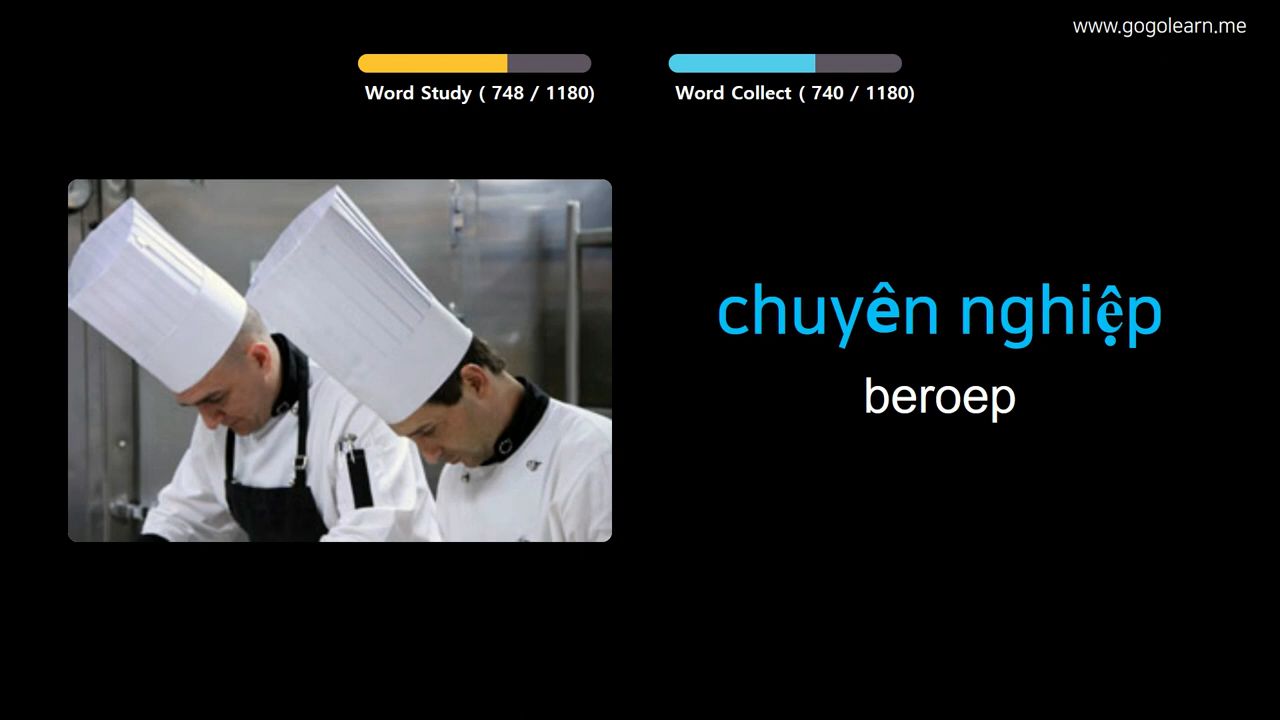 www.gogolearn.me
Word Study ( 748 / 1180)
Word Collect ( 740 / 1180)
chuyên nghiệp
beroep